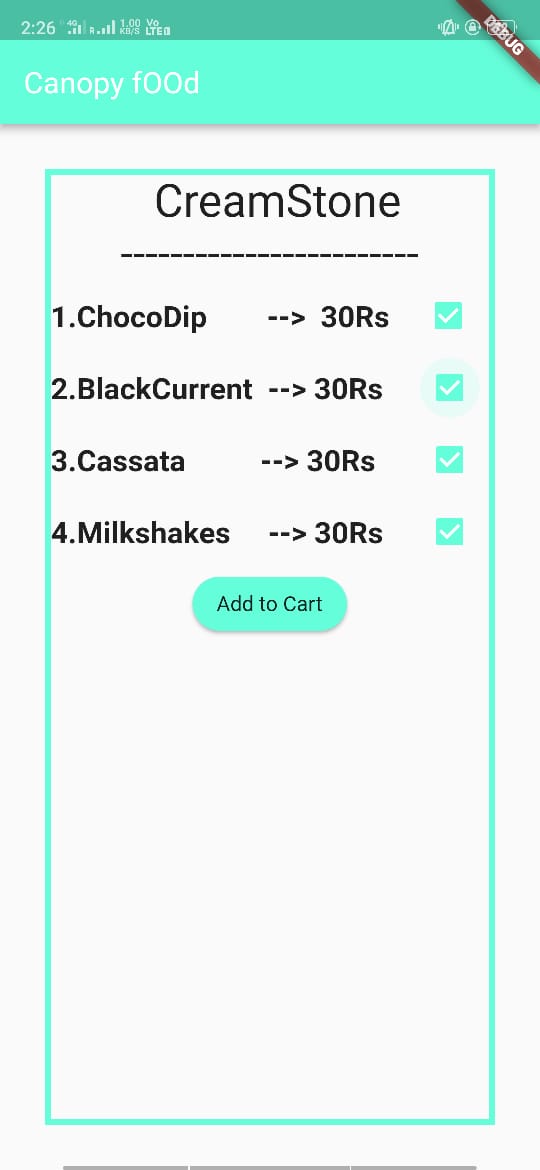 2:26 4G R 1.00 KB/S Vo LTE
DEBUG
Canopy fOOd
CreamStone
------------------------
1.ChocoDip --> 30Rs
2.BlackCurrent --> 30Rs
3.Cassata --> 30Rs
4.Milkshakes --> 30Rs
Add to Cart